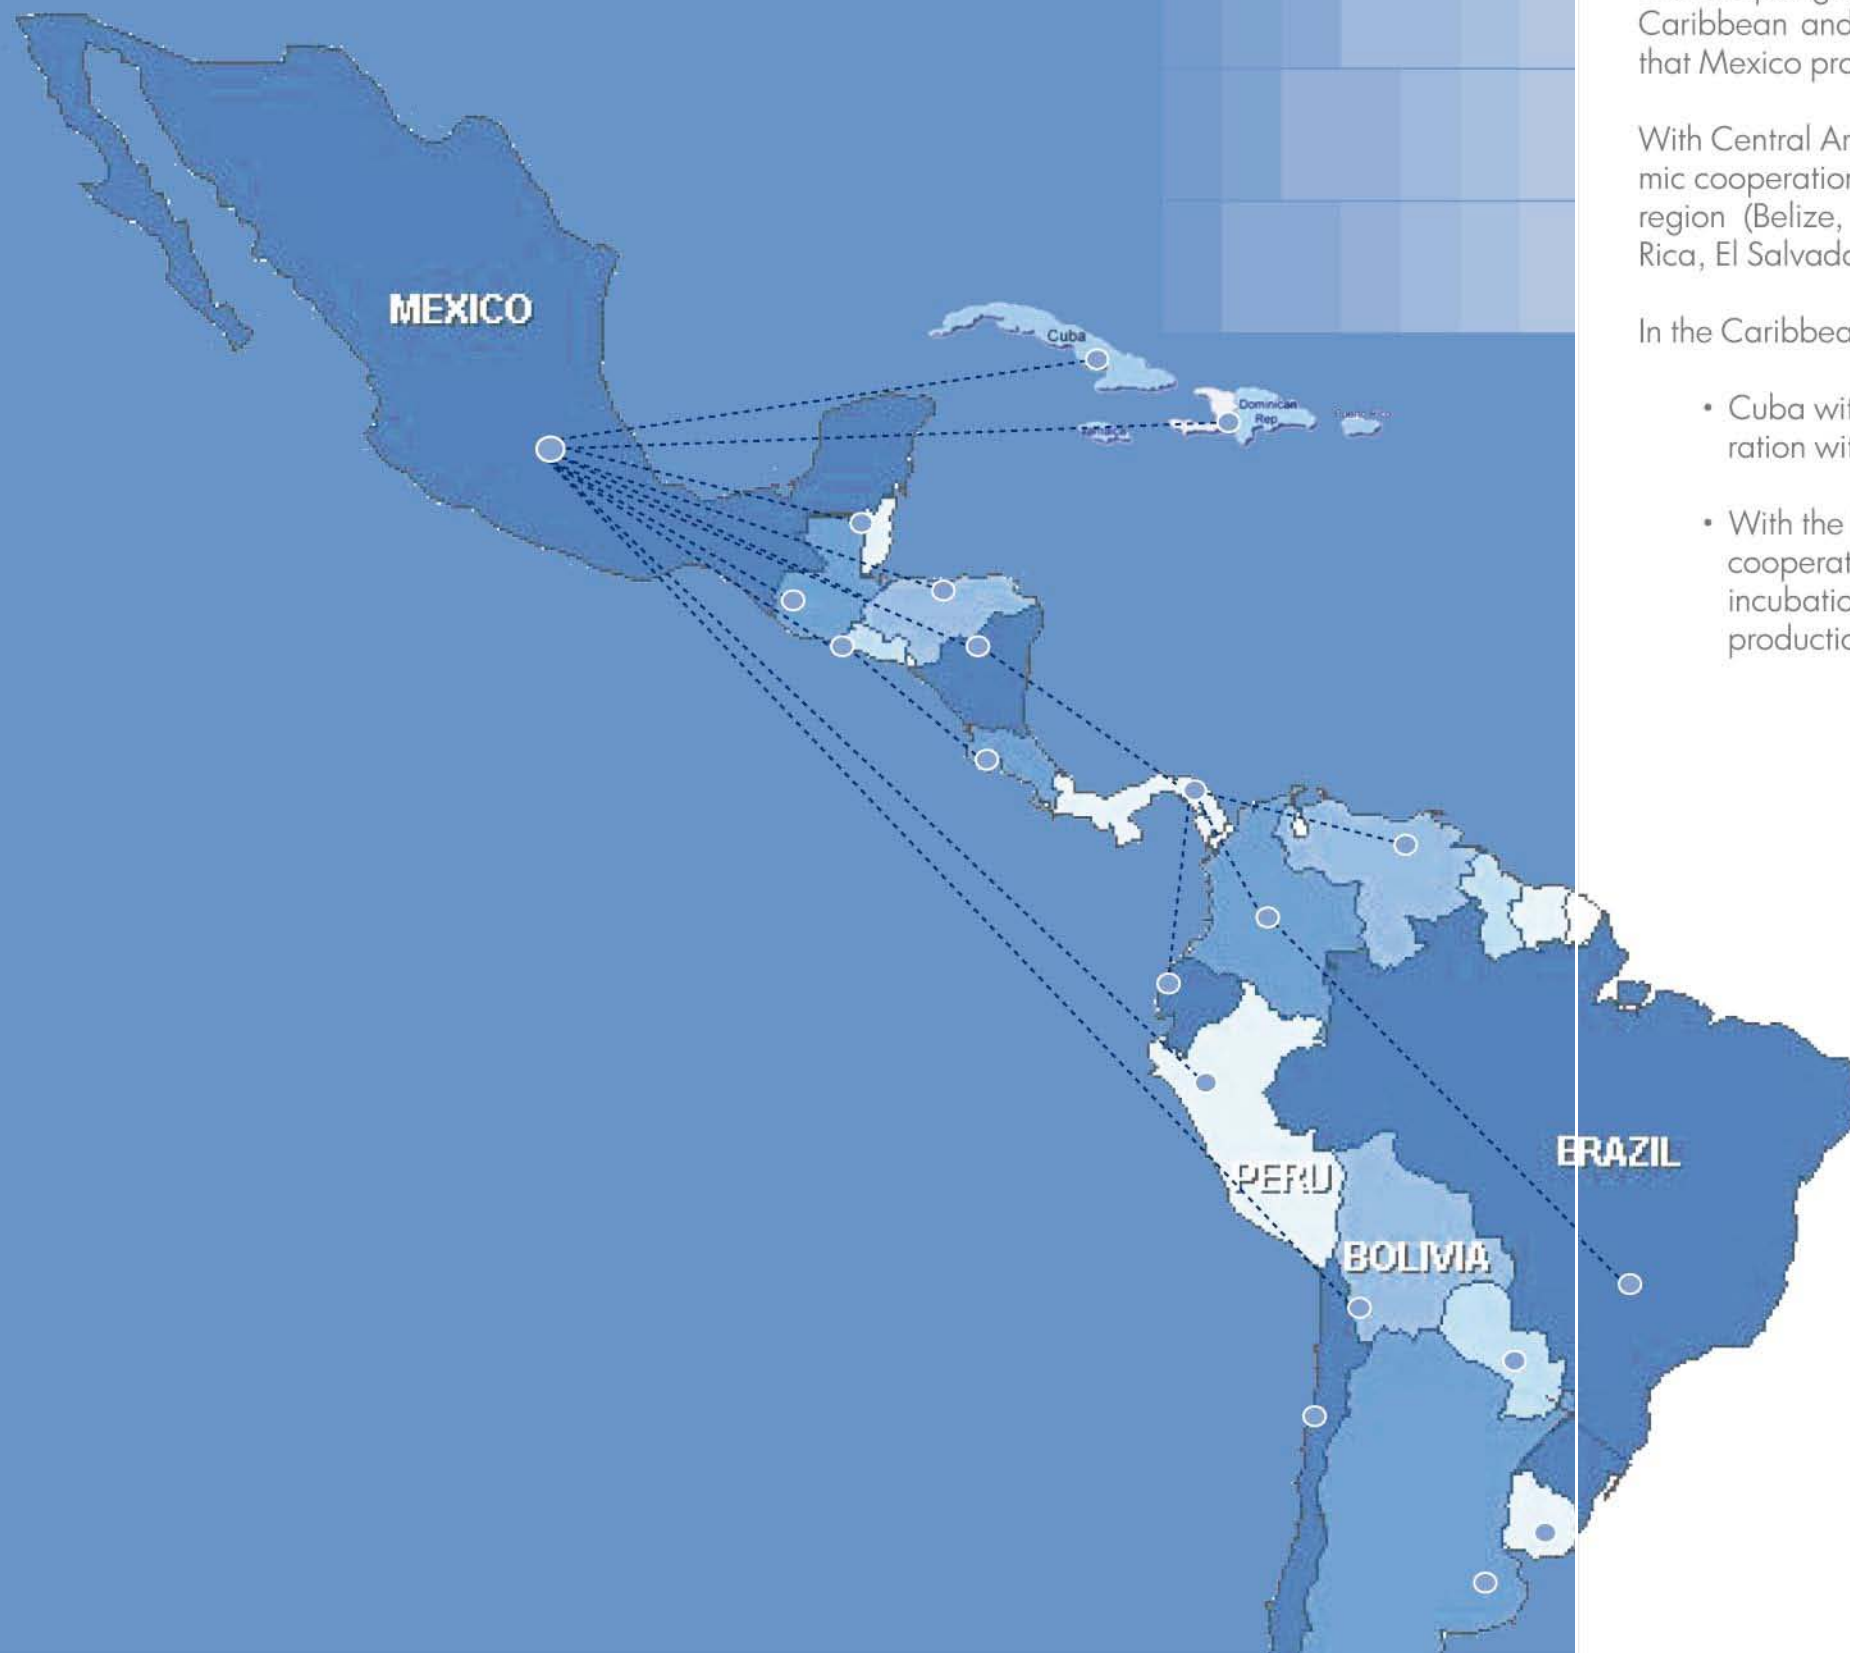 MEXICO
Cuba
Dominican
Rep
PERU
BOLIVIA
BRAZIL
Caribbean and
that Mexico pro
With Central Am
mic cooperation
region (Belize,
Rica, El Salvado
In the Caribbea
• Cuba wit
ration wit
• With the
cooperat
incubatio
productio